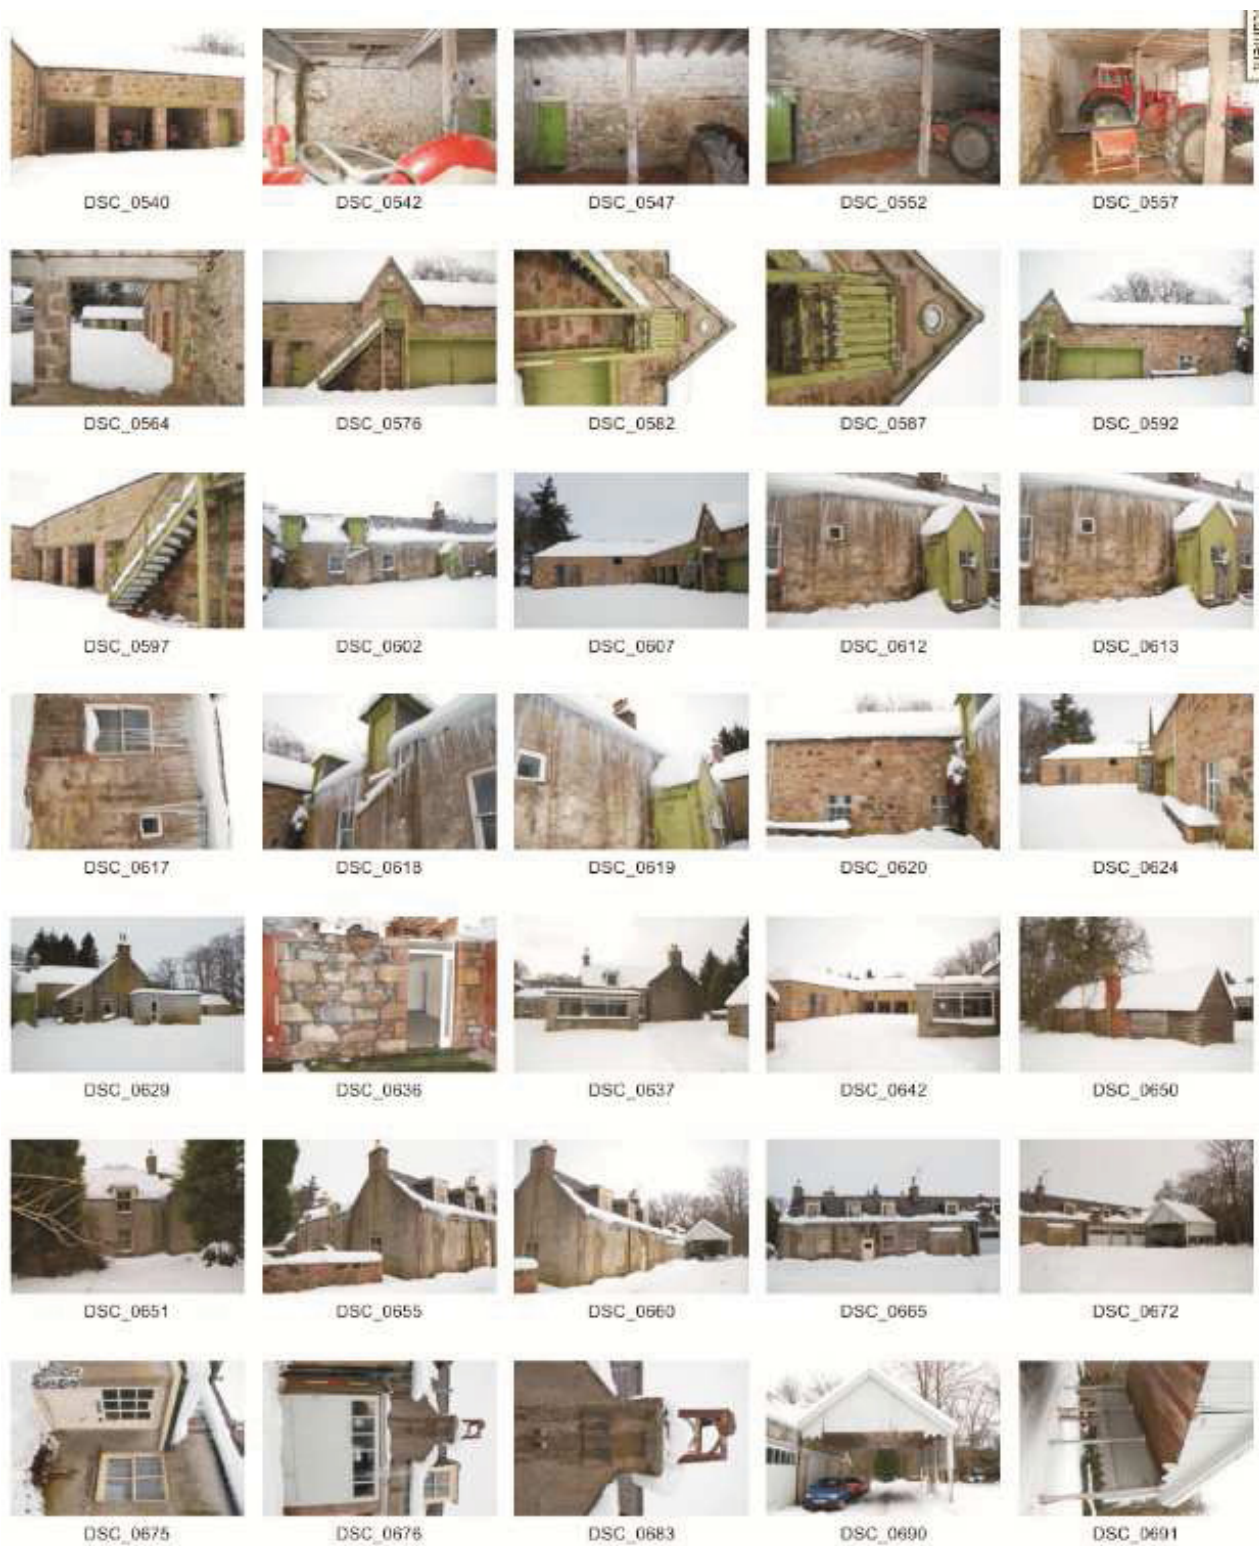 DSC_0540 DSC_0542 DSC_0547 DSC_0552 DSC_0557
DSC_0564 DSC_0576 DSC_0582 DSC_0587 DSC_0592
DSC_0597 DSC_0602 DSC_0607 DSC_0612 DSC_0613
DSC_0617 DSC_0618 DSC_0619 DSC_0620 DSC_0624
DSC_0629 DSC_0636 DSC_0637 DSC_0642 DSC_0650
DSC_0651 DSC_0655 DSC_0660 DSC_0665 DSC_0672
DSC_0675 DSC_0676 DSC_0683 DSC_0690 DSC_0691